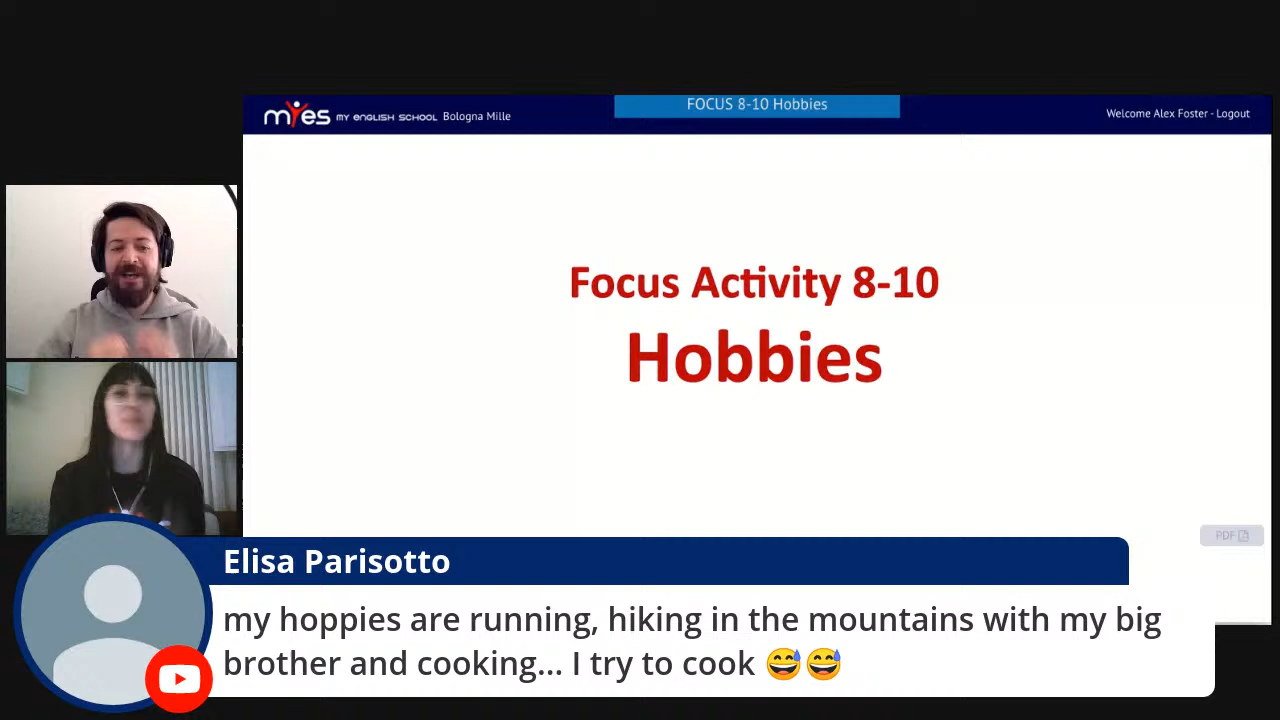 FOCUS 8-10 Hobbies
myes MY ENGLISH SCHOOL Bologna Mille
Welcome Alex Foster - Logout
Focus Activity 8-10
Hobbies
PDF
Elisa Parisotto
my hoppies are running, hiking in the mountains with my big
brother and cooking... I try to cook 😅😅